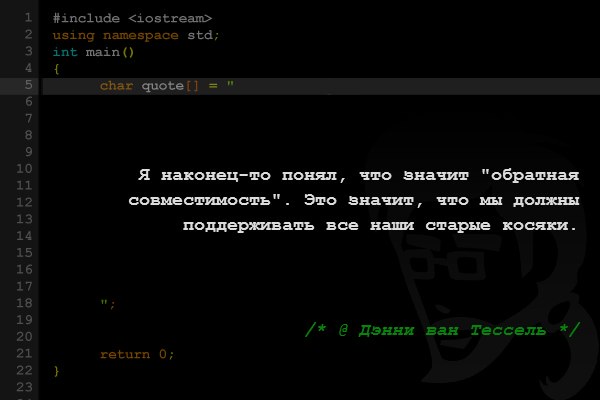 1 #include <iostream>
2 using namespace std;
3 int main()
4 {
5 char quote[] = "
6
7
8
9
10 Я наконец-то понял, что значит "обратная
11
12 совместимость". Это значит, что мы должны
13 поддерживать все наши старые косяки.
14
15
16
17
18 ";
19
20 /* @ Дэнни ван Тессель */
21 return 0;
22 }
23